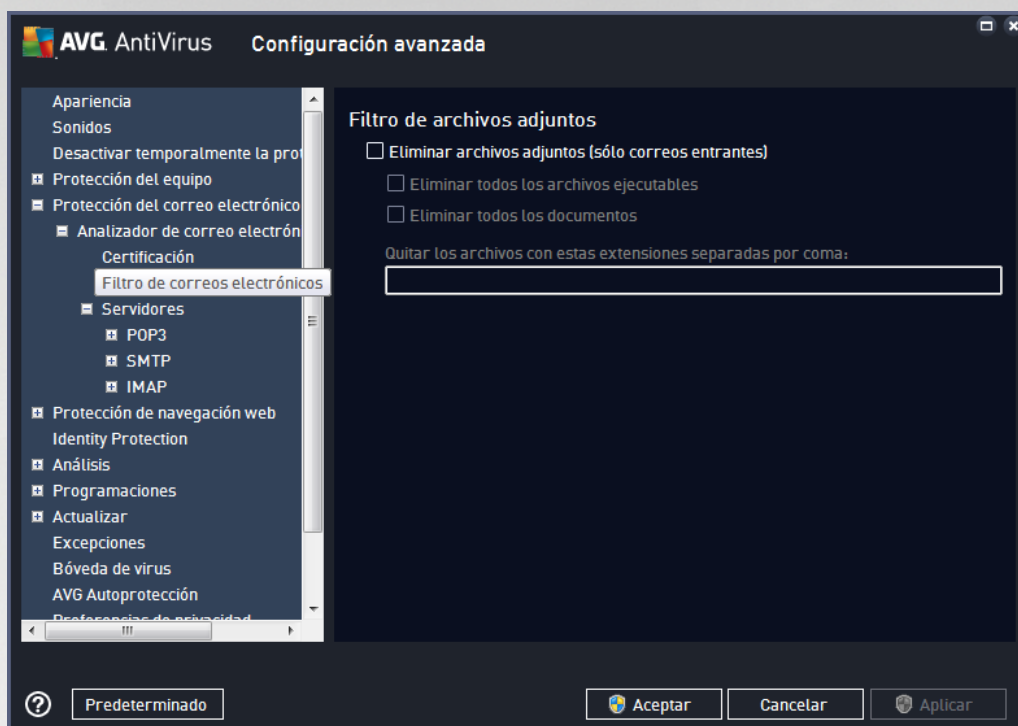 AVG. AntiVirus Configuración avanzada
Apariencia
Sonidos
Desactivar temporalmente la prot
Protección del equipo
Protección del correo electrónico
Analizador de correo electrón
Certificación
Filtro de correos electrónicos
Servidores
POP3
SMTP
IMAP
Protección de navegación web
Identity Protection
Análisis
Programaciones
Actualizar
Excepciones
Bóveda de virus
AVG Autoprotección
Preferencias de privacidad
Filtro de archivos adjuntos
Eliminar archivos adjuntos (sólo correos entrantes)
Eliminar todos los archivos ejecutables
Eliminar todos los documentos
Quitar los archivos con estas extensiones separadas por coma:
Predeterminado
Aceptar
Cancelar
Aplicar